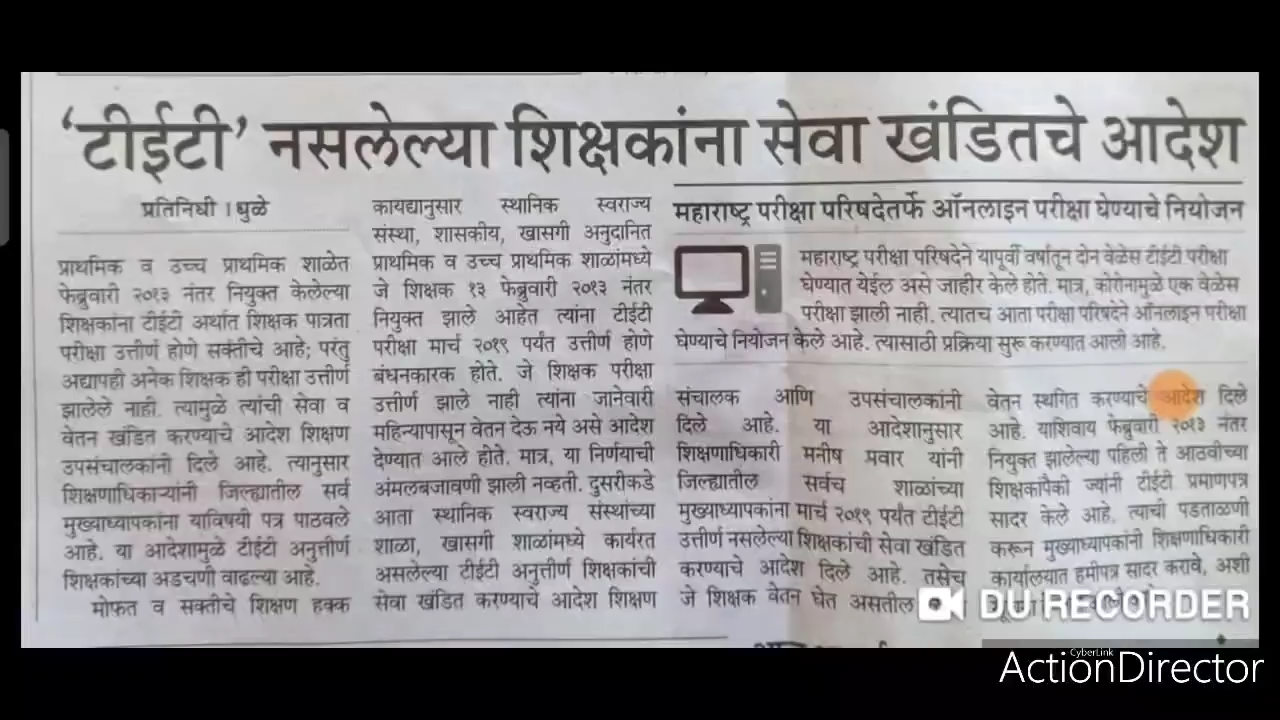 'टीईटी' नसलेल्या शिक्षकांना सेवा खंडितचे आदेश
प्रतिनिधी । धुळे
प्राथमिक व उच्च प्राथमिक शाळेत
फेब्रुवारी २०१३ नंतर नियुक्त केलेल्या
शिक्षकांना टीईटी अर्थात शिक्षक पात्रता
परीक्षा उत्तीर्ण होणे सक्तीचे आहे; परंतु
अद्यापही अनेक शिक्षक ही परीक्षा उत्तीर्ण
झालेले नाही. त्यामुळे त्यांची सेवा व
वेतन खंडित करण्याचे आदेश शिक्षण
उपसंचालकांनी दिले आहे. त्यानुसार
शिक्षणाधिकाऱ्यांनी जिल्ह्यातील सर्व
मुख्याध्यापकांना याविषयी पत्र पाठवले
आहे. या आदेशामुळे टीईटी अनुत्तीर्ण
शिक्षकांच्या अडचणी वाढल्या आहे.
मोफत व सक्तीचे शिक्षण हक्क
कायद्यानुसार स्थानिक स्वराज्य
संस्था, शासकीय, खासगी अनुदानित
प्राथमिक व उच्च प्राथमिक शाळांमध्ये
जे शिक्षक १३ फेब्रुवारी २०१३ नंतर
नियुक्त झाले आहेत त्यांना टीईटी
परीक्षा मार्च २०१९ पर्यंत उत्तीर्ण होणे
बंधनकारक होते. जे शिक्षक परीक्षा
उत्तीर्ण झाले नाही त्यांना जानेवारी
महिन्यापासून वेतन देऊ नये असे आदेश
देण्यात आले होते. मात्र, या निर्णयाची
अंमलबजावणी झाली नव्हती. दुसरीकडे
आता स्थानिक स्वराज्य संस्थांच्या
शाळा, खासगी शाळांमध्ये कार्यरत
असलेल्या टीईटी अनुत्तीर्ण शिक्षकांची
सेवा खंडित करण्याचे आदेश शिक्षण
महाराष्ट्र परीक्षा परिषदेतर्फे ऑनलाइन परीक्षा घेण्याचे नियोजन
महाराष्ट्र परीक्षा परिषदेने यापूर्वी वर्षातून दोन वेळेस टीईटी परीक्षा
घेण्यात येईल असे जाहीर केले होते. मात्र, कोरोनामुळे एक वेळेस
परीक्षा झाली नाही. त्यातच आता परीक्षा परिषदेने ऑनलाइन परीक्षा
घेण्याचे नियोजन केले आहे. त्यासाठी प्रक्रिया सुरू करण्यात आली आहे.
संचालक आणि उपसंचालकांनी
दिले आहे. या आदेशानुसार
शिक्षणाधिकारी मनीष पवार यांनी
जिल्ह्यातील सर्वच शाळांच्या
मुख्याध्यापकांना मार्च २०१९ पर्यंत टीईटी
उत्तीर्ण नसलेल्या शिक्षकांची सेवा खंडित
करण्याचे आदेश दिले आहे. तसेच
जे शिक्षक वेतन घेत असतील
वेतन स्थगित करण्याचे आदेश दिले
आहे. याशिवाय फेब्रुवारी २०१३ नंतर
नियुक्त झालेल्या पहिली ते आठवीच्या
शिक्षकांपैकी ज्यांनी टीईटी प्रमाणपत्र
सादर केले आहे. त्याची पडताळणी
करून मुख्याध्यापकांनी शिक्षणाधिकारी
कार्यालयात हमीपत्र सादर करावे, अशी
DU RECORDER
CyberLink
ActionDirector